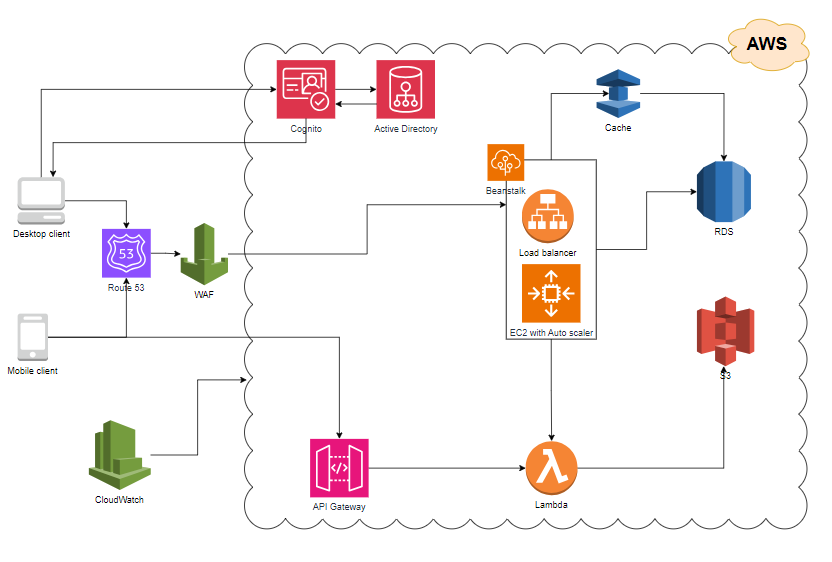 AWS
Cognito
Active Directory
Cache
Beanstalk
Desktop client
RDS
Load balancer
53
Route 53
WAF
EC2 with Auto scaler
Mobile client
S3
</>
CloudWatch
API Gateway
λ
Lambda